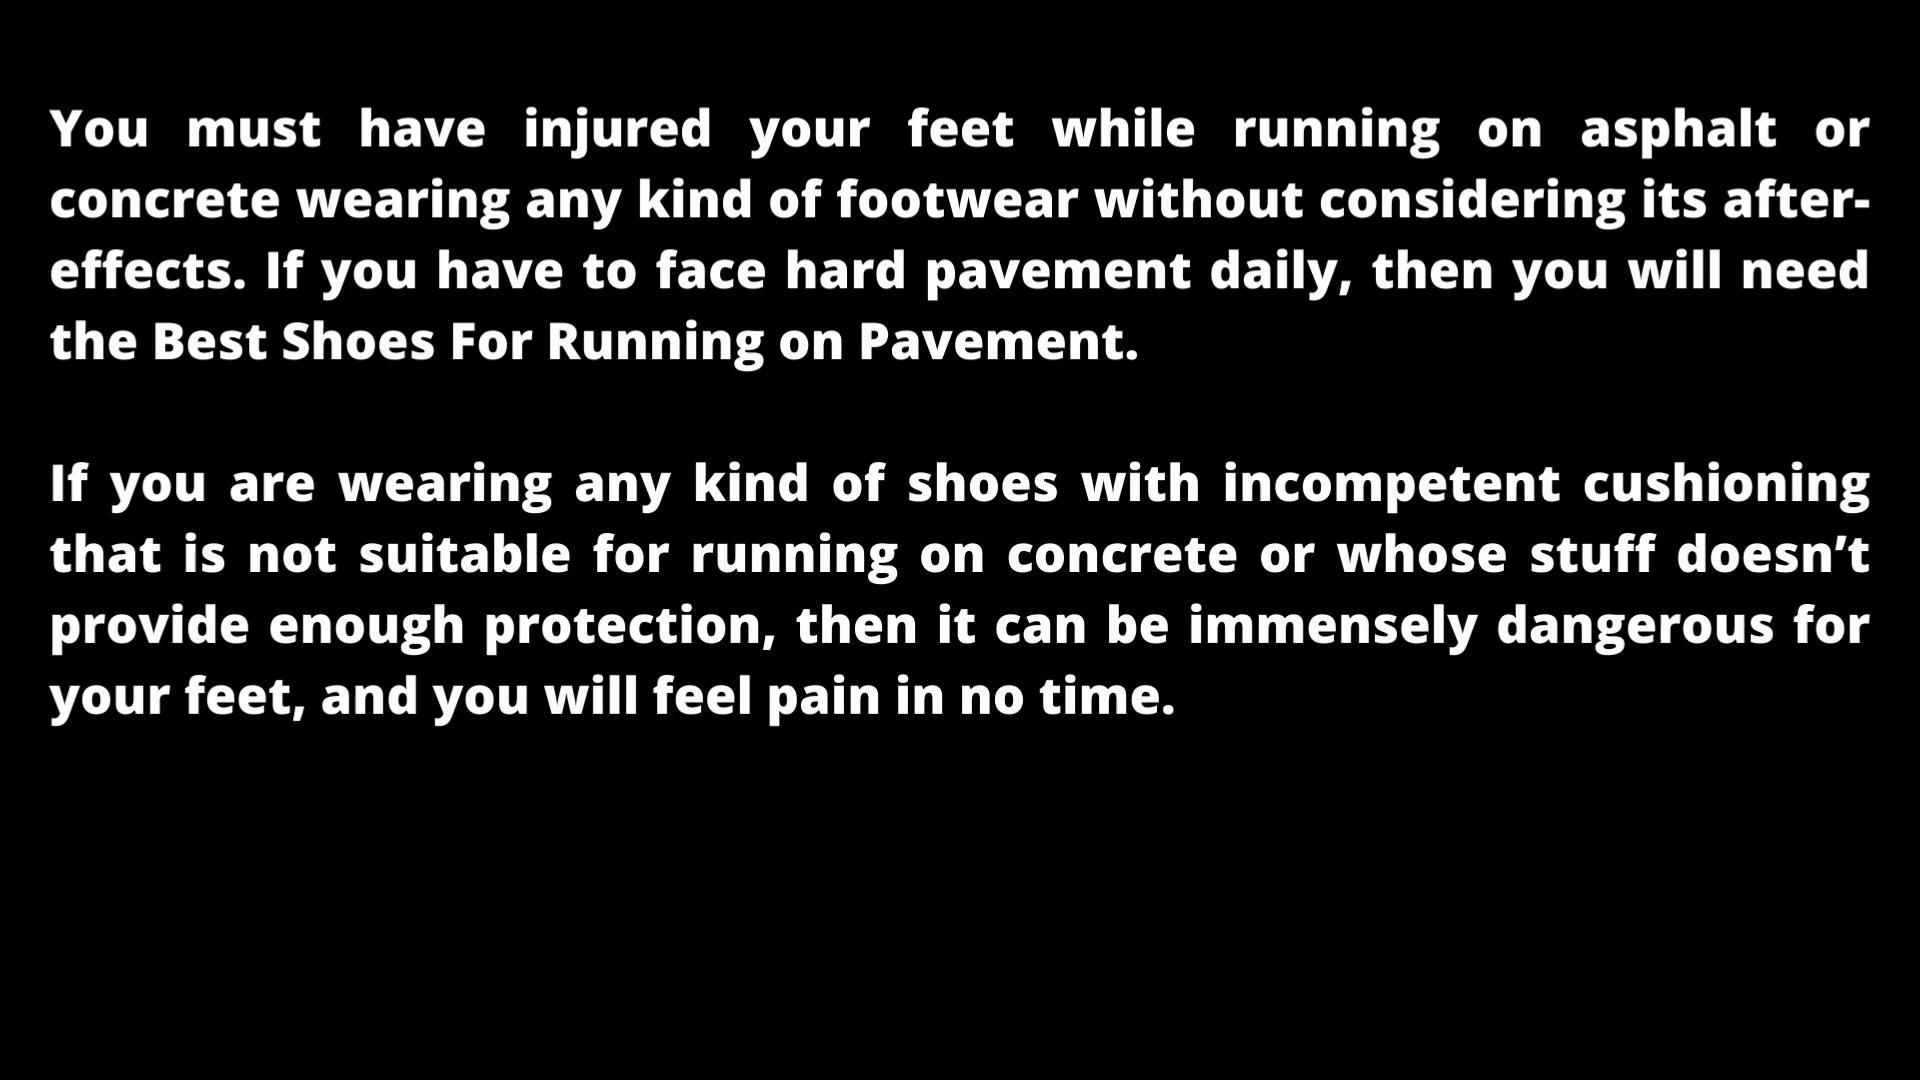 You must have injured your feet while running on asphalt or
concrete wearing any kind of footwear without considering its after-
effects. If you have to face hard pavement daily, then you will need
the Best Shoes For Running on Pavement.
If you are wearing any kind of shoes with incompetent cushioning
that is not suitable for running on concrete or whose stuff doesn’t
provide enough protection, then it can be immensely dangerous for
your feet, and you will feel pain in no time.